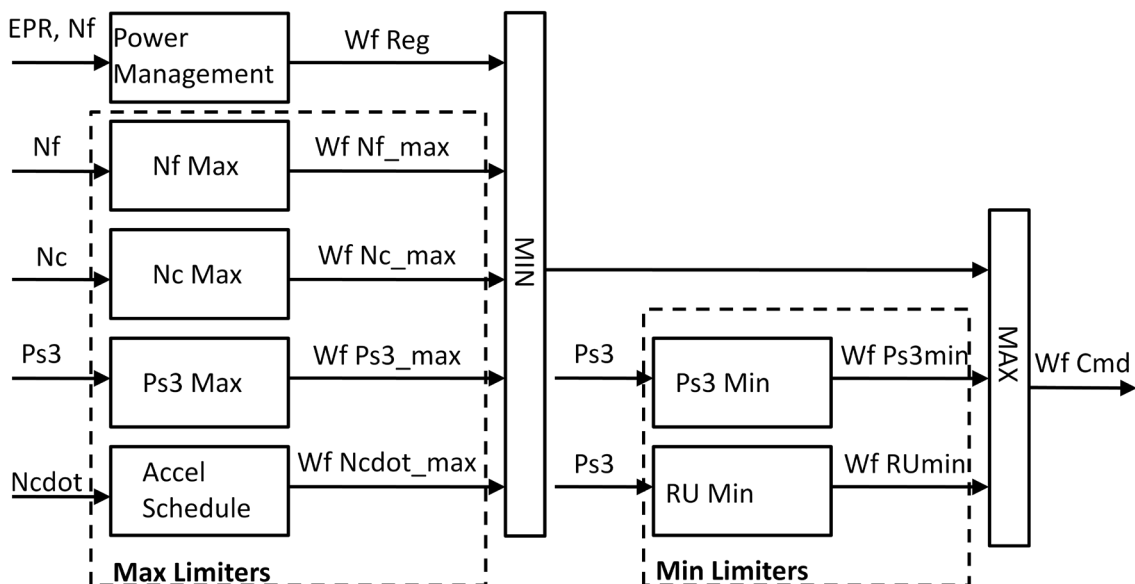 EPR, Nf
Power
Management
Wf Reg
Nf
Nf Max
Wf Nf_max
Nc
Nc Max
Wf Nc_max
MIN
Ps3
Ps3 Max
Wf Ps3_max
Ps3
Ps3 Min
Wf Ps3min
MAX
Wf Cmd
Ncdot
Accel
Schedule
Wf Ncdot_max
Ps3
RU Min
Wf RUmin
Max Limiters
Min Limiters